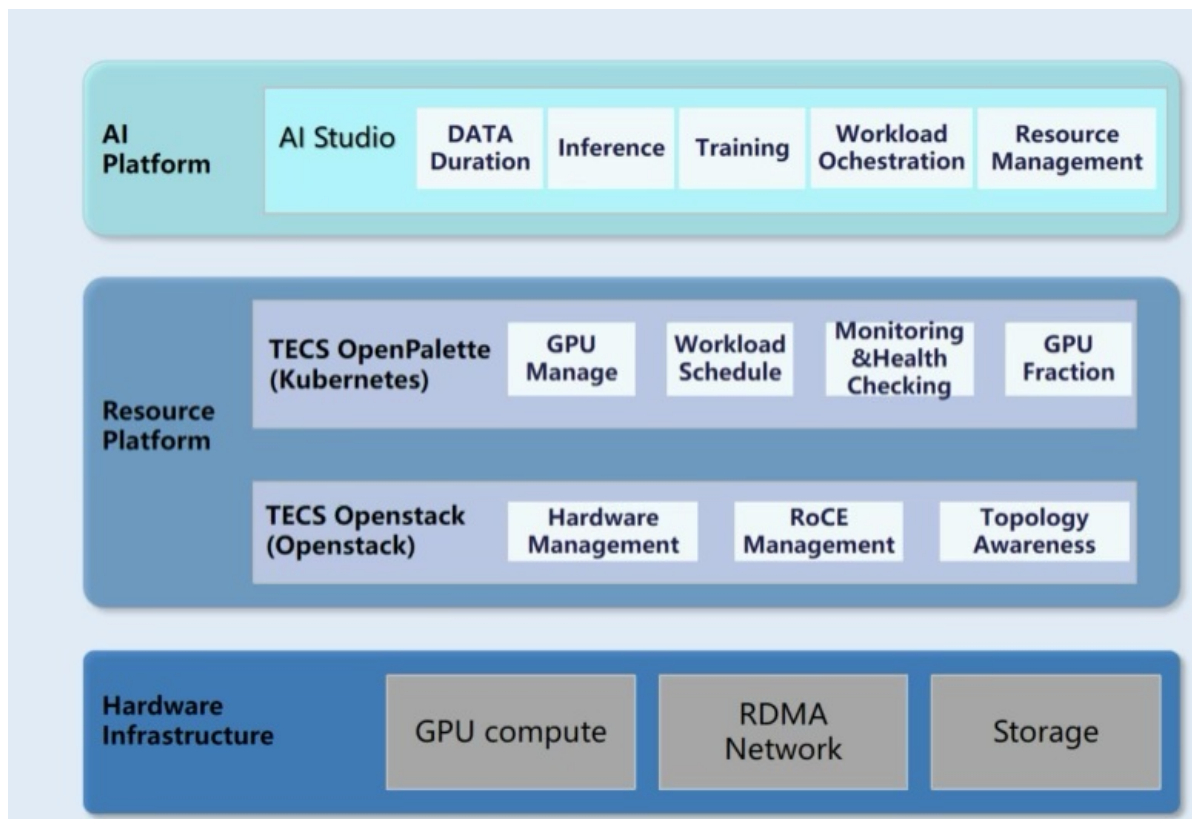 AI
Platform
AI Studio
DATA
Duration
Inference
Training
Workload
Ochestration
Resource
Management
Resource
Platform
TECS OpenPalette
(Kubernetes)
GPU
Manage
Workload
Schedule
Monitoring
&Health
Checking
GPU
Fraction
TECS Openstack
(Openstack)
Hardware
Management
RoCE
Management
Topology
Awareness
Hardware
Infrastructure
GPU compute
RDMA
Network
Storage